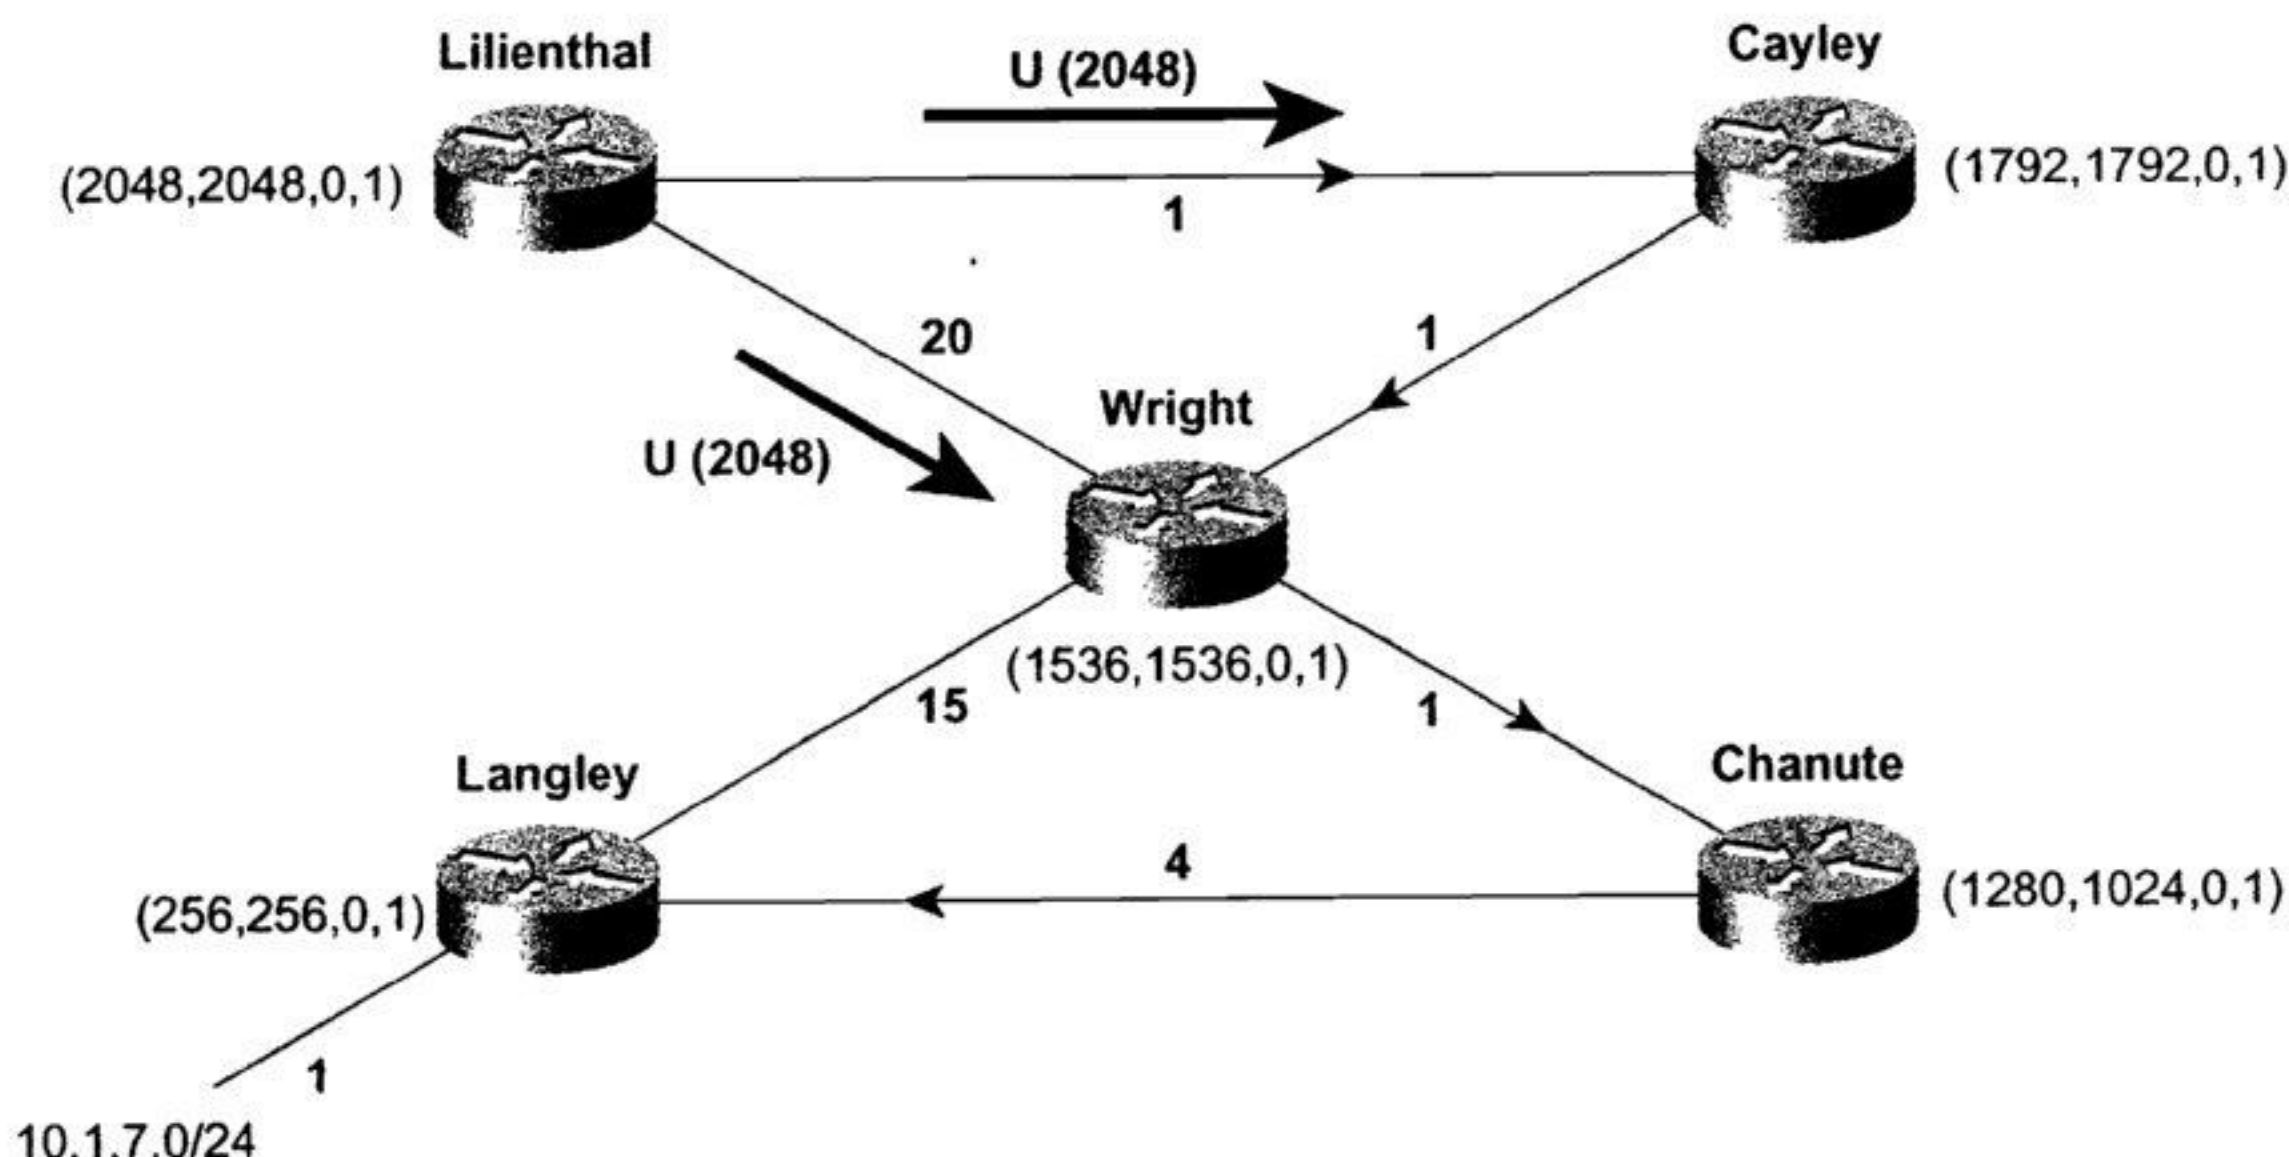 Lilienthal
U (2048)
Cayley
(2048,2048,0,1)
(1792,1792,0,1)
1
20
1
Wright
U (2048)
(1536,1536,0,1)
15
1
Langley
Chanute
4
(256,256,0,1)
(1280,1024,0,1)
1
10.1.7.0/24